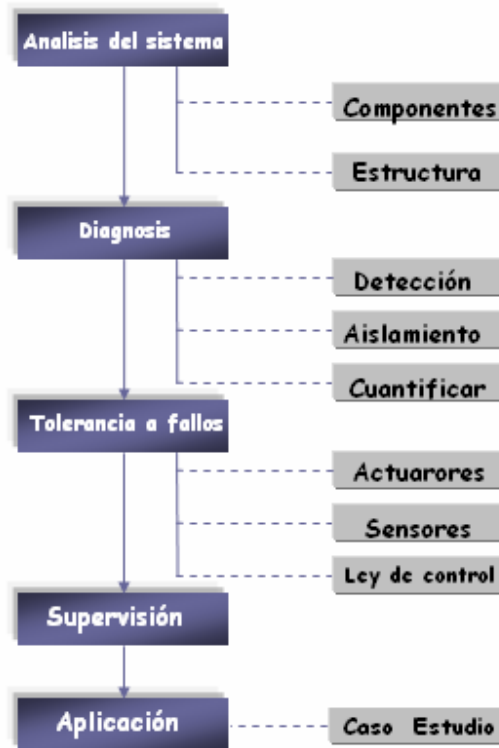 Analisis del sistema
Componentes
Estructura
Diagnosis
Detección
Aislamiento
Cuantificar
Tolerancia a fallos
Actuarores
Sensores
Ley de control
Supervisión
Aplicación
Caso Estudio